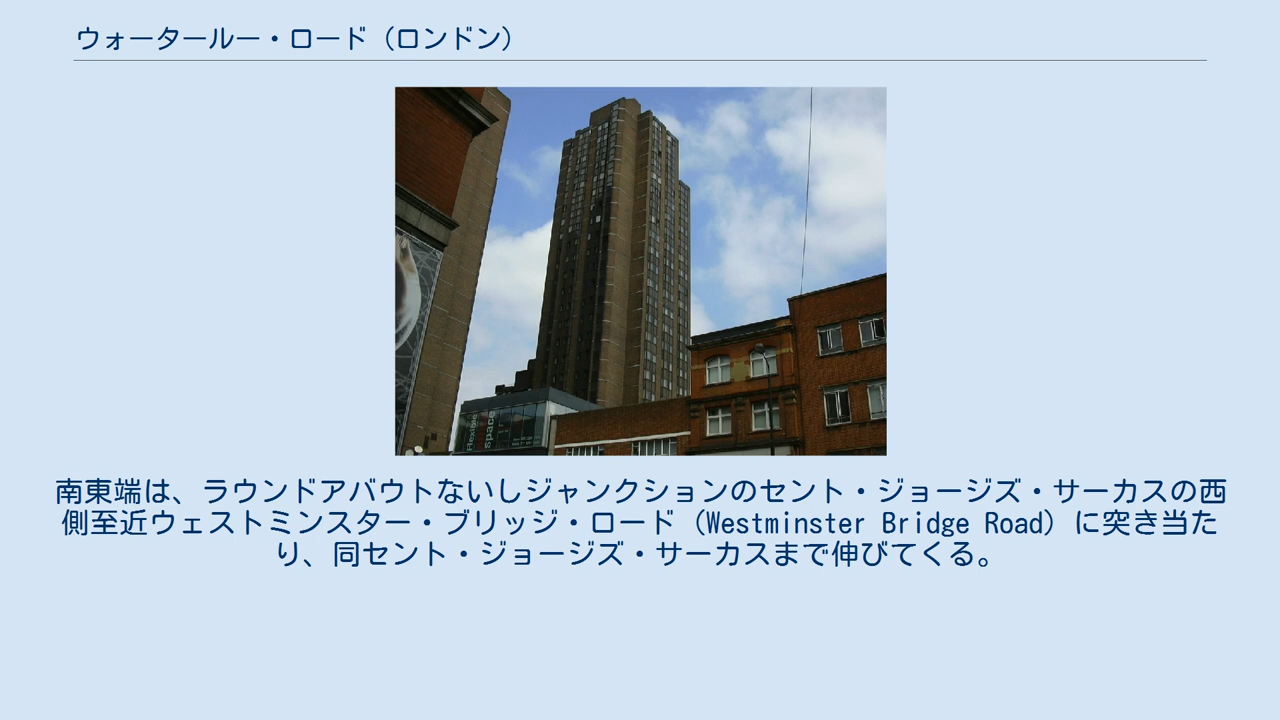 ウォータールー・ロード（ロンドン）
flexible
space
南東端は、ラウンドアバウトないしジャンクションのセント・ジョージズ・サーカスの西
側至近ウェストミンスター・ブリッジ・ロード（Westminster Bridge Road）に突き当た
り、同セント・ジョージズ・サーカスまで伸びてくる。